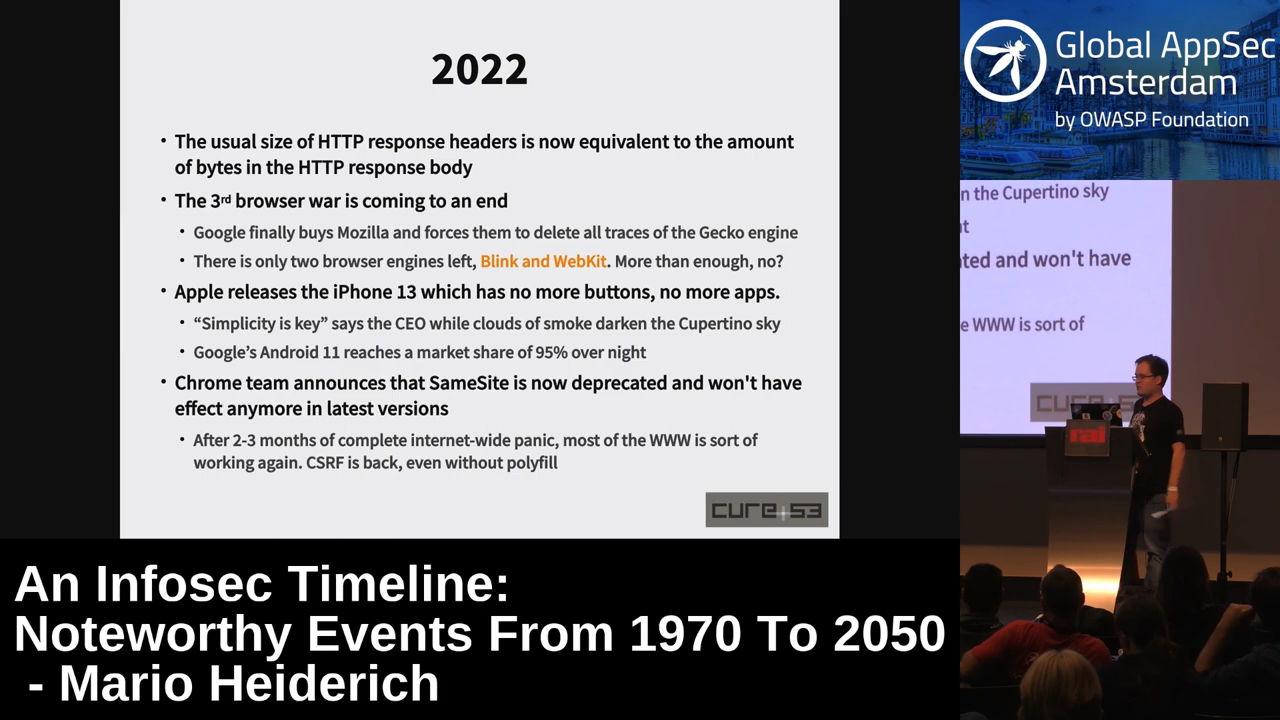 2022
• The usual size of HTTP response headers is now equivalent to the amount
of bytes in the HTTP response body
• The 3rd browser war is coming to an end
• Google finally buys Mozilla and forces them to delete all traces of the Gecko engine
• There is only two browser engines left, Blink and WebKit. More than enough, no?
• Apple releases the iPhone 13 which has no more buttons, no more apps.
• “Simplicity is key” says the CEO while clouds of smoke darken the Cupertino sky
• Google’s Android 11 reaches a market share of 95% over night
• Chrome team announces that SameSite is now deprecated and won't have
effect anymore in latest versions
• After 2-3 months of complete internet-wide panic, most of the WWW is sort of
working again. CSRF is back, even without polyfill
cure+53
An Infosec Timeline:
Noteworthy Events From 1970 To 2050
- Mario Heiderich
Global AppSec
Amsterdam
by OWASP Foundation
n the Cupertino sky
ht
ated and won't have
e WWW is sort of
cure+53
rai